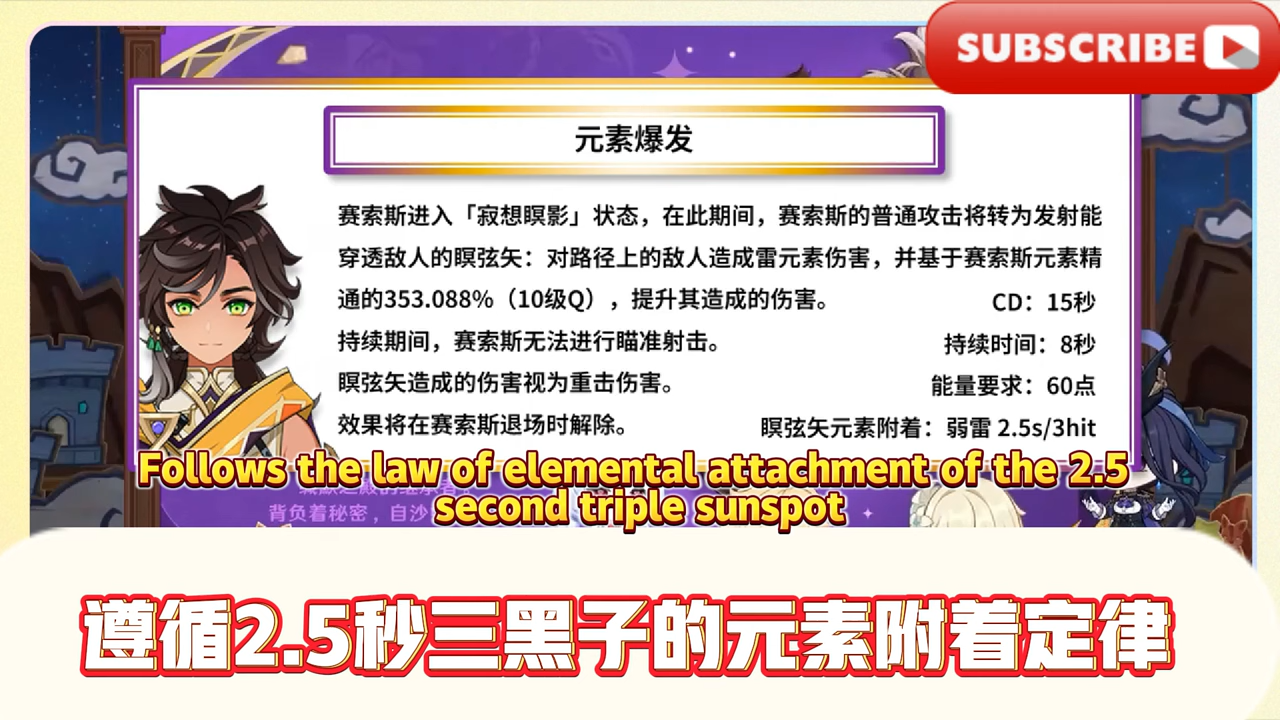 SUBSCRIBE
元素爆发
赛索斯进入「寂想瞑影」状态，在此期间，赛索斯的普通攻击将转为发射能
穿透敌人的瞑弦矢：对路径上的敌人造成雷元素伤害，并基于赛索斯元素精
通的353.088%（10级Q），提升其造成的伤害。
CD：15秒
持续期间，赛索斯无法进行瞄准射击。
持续时间：8秒
瞑弦矢造成的伤害视为重击伤害。
能量要求：60点
效果将在赛索斯退场时解除。
瞑弦矢元素附着：弱雷 2.5s/3hit
Follows the law of elemental attachment of the 2.5
second triple sunspot
背负着秘密，自沙
遵循2.5秒三黑子的元素附着定律